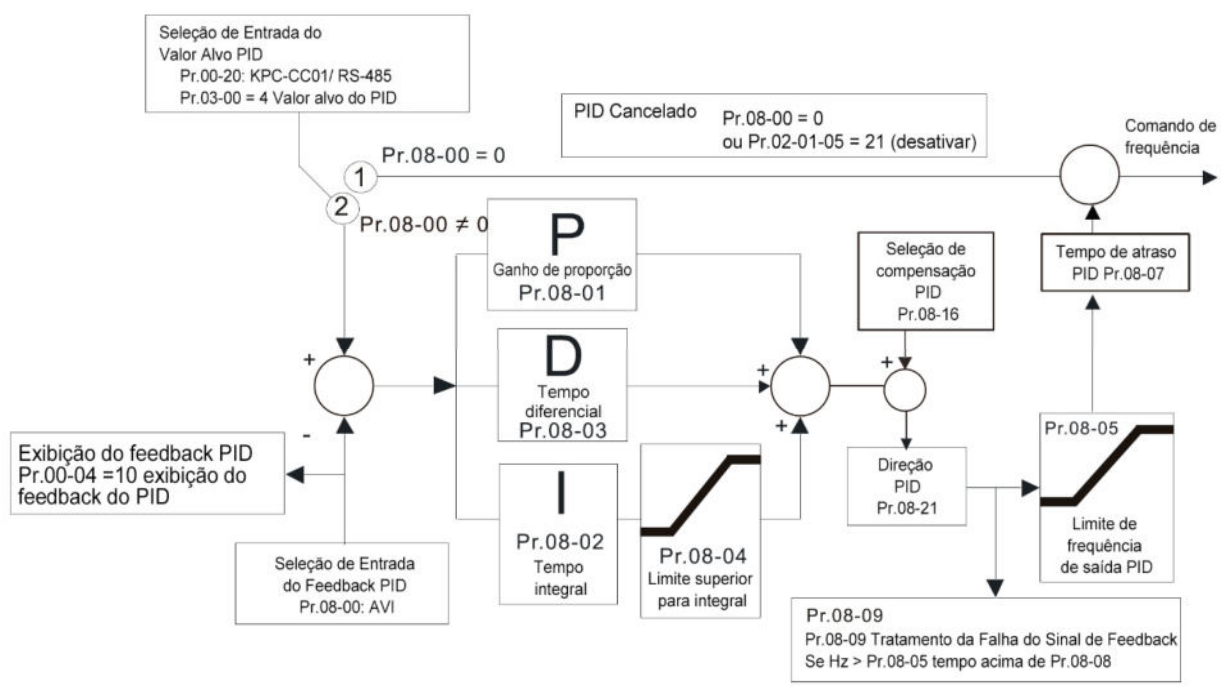 Seleção de Entrada do
Valor Alvo PID
Pr.00-20: KPC-CC01/ RS-485
Pr.03-00 = 4 Valor alvo do PID
PID Cancelado
Pr.08-00 = 0
ou Pr.02-01-05 = 21 (desativar)
Comando de
frequência
Pr.08-00 = 0
1
2
Pr.08-00 ≠ 0
P
Ganho de proporção
Pr.08-01
Seleção de
compensação
PID
Pr.08-16
Tempo de atraso
PID Pr.08-07
+
-
D
Tempo
diferencial
Pr.08-03
+
+
+
+
Exibição do feedback PID
Pr.00-04 =10 exibição do
feedback do PID
I
Pr.08-02
Tempo
integral
Pr.08-04
Limite superior
para integral
Direção
PID
Pr.08-21
Pr.08-05
Limite de
frequência
de saída PID
Seleção de Entrada
do Feedback PID
Pr.08-00: AVI
Pr.08-09
Pr.08-09 Tratamento da Falha do Sinal de Feedback
Se Hz > Pr.08-05 tempo acima de Pr.08-08